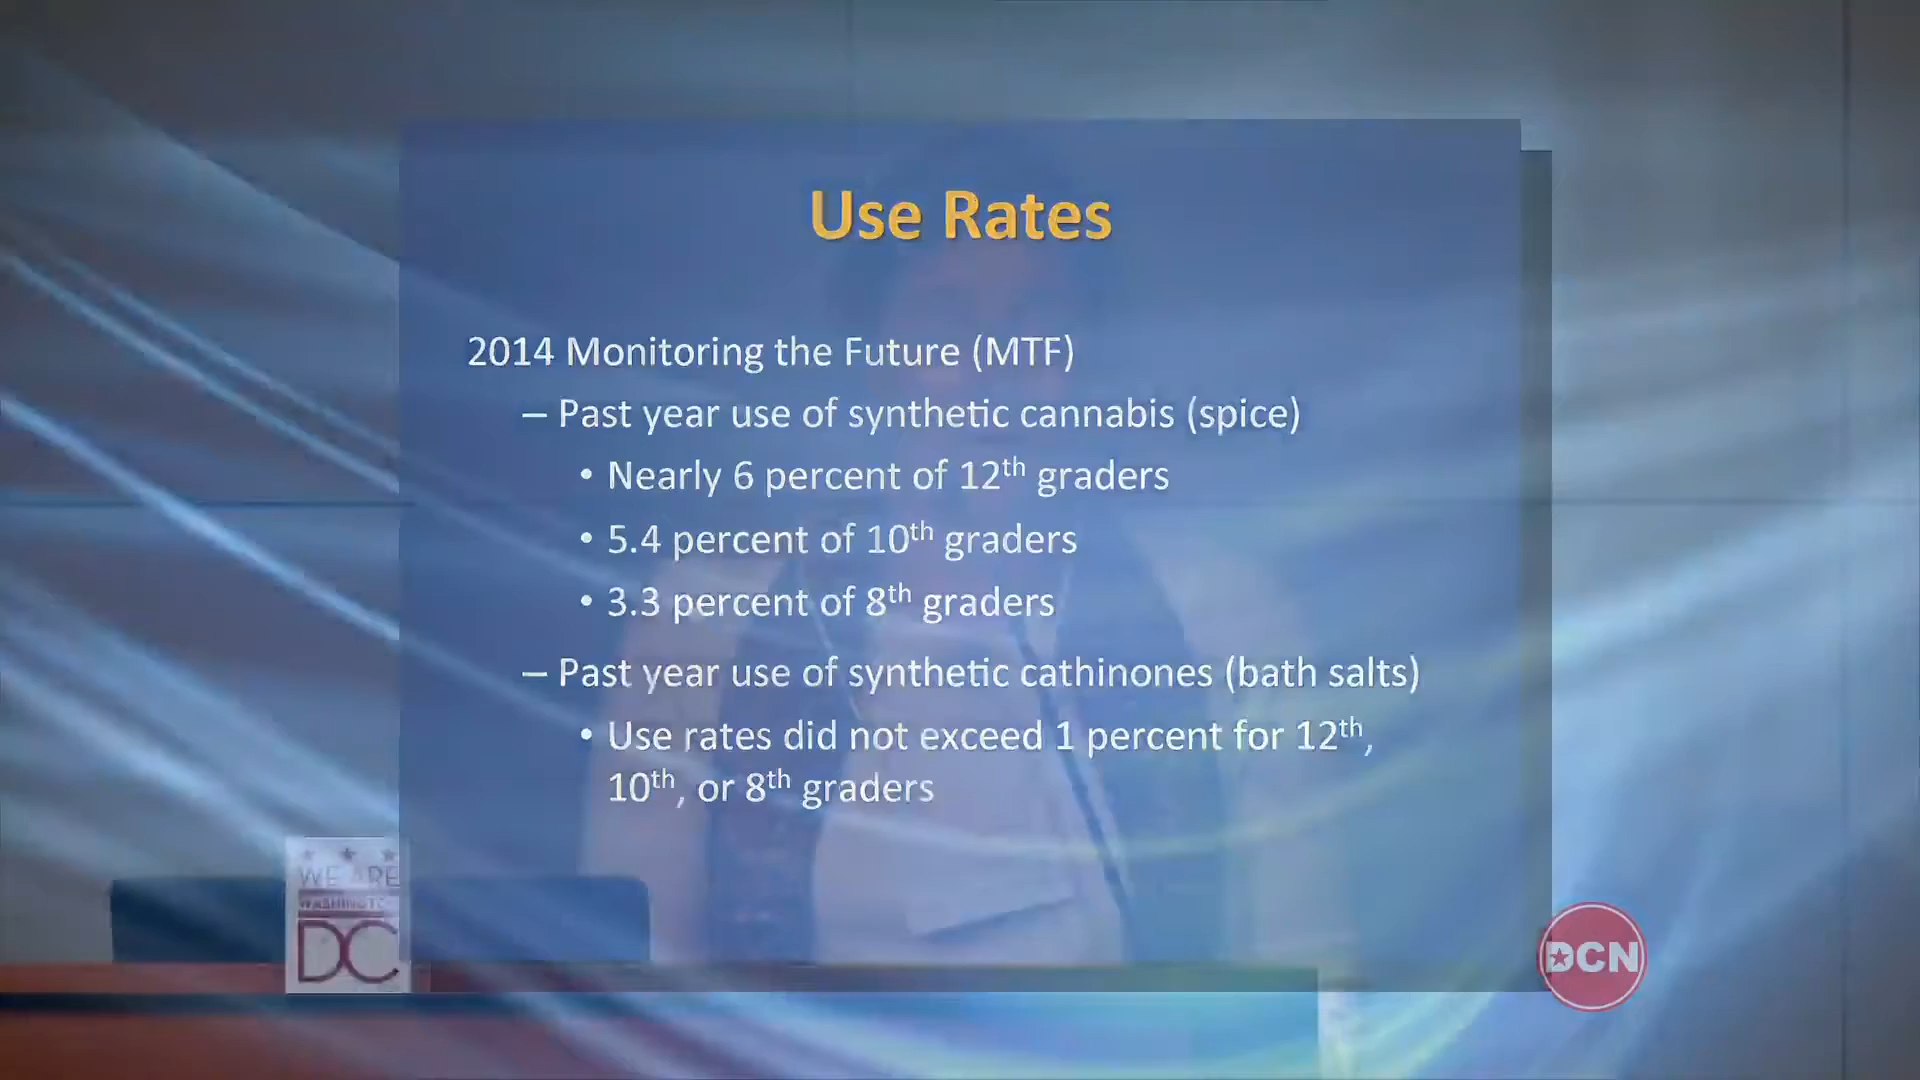 Use Rates
2014 Monitoring the Future (MTF)
– Past year use of synthetic cannabis (spice)
• Nearly 6 percent of 12th graders
• 5.4 percent of 10th graders
• 3.3 percent of 8th graders
– Past year use of synthetic cathinones (bath salts)
• Use rates did not exceed 1 percent for 12th,
10th, or 8th graders
WE ARE
WASHINGTON
DC
DCN